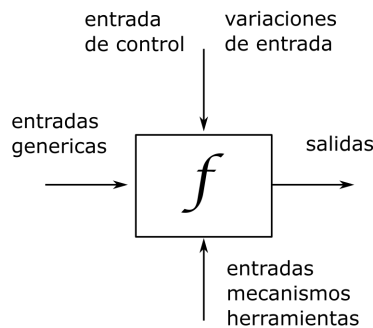 entrada
de control
variaciones
de entrada
entradas
genericas
salidas
f
entradas
mecanismos
herramientas